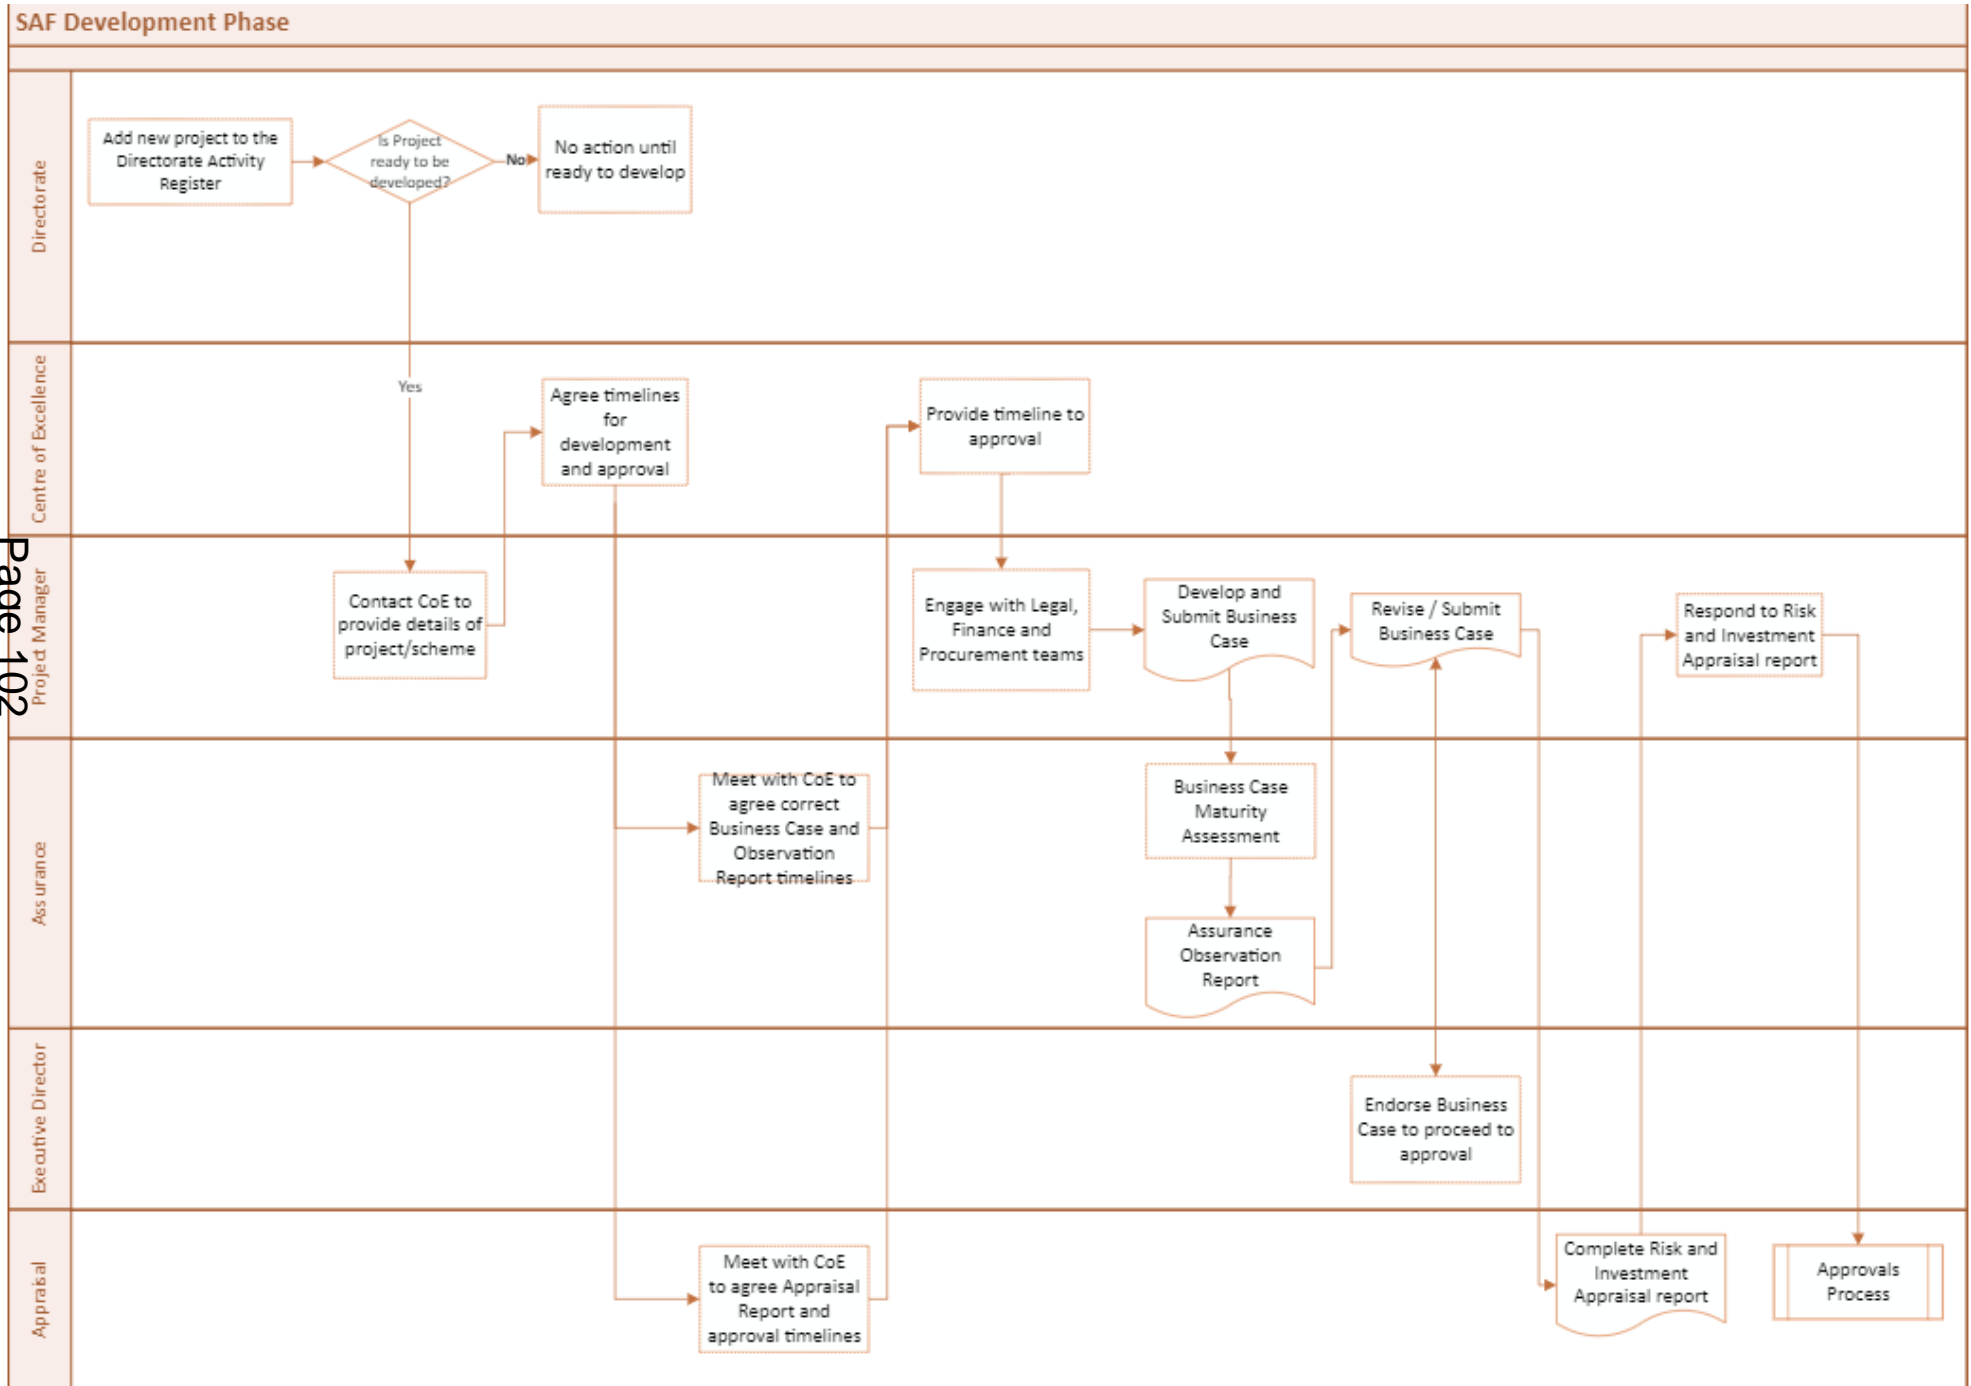 SAF Development Phase
Directorate
Add new project to the
Directorate Activity
Register
Is Project
ready to be
developed?
No
No action until
ready to develop
Yes
Centre of Excellence
Agree timelines
for
development
and approval
Provide timeline to
approval
Page 102
Project Manager
Contact CoE to
provide details of
project/scheme
Engage with Legal,
Finance and
Procurement teams
Develop and
Submit Business
Case
Revise / Submit
Business Case
Respond to Risk
and Investment
Appraisal report
Assurance
Meet with CoE to
agree correct
Business Case and
Observation
Report timelines
Business Case
Maturity
Assessment
Assurance
Observation
Report
Executive Director
Endorse Business
Case to proceed to
approval
Appraisal
Meet with CoE
to agree Appraisal
Report and
approval timelines
Complete Risk and
Investment
Appraisal report
Approvals
Process